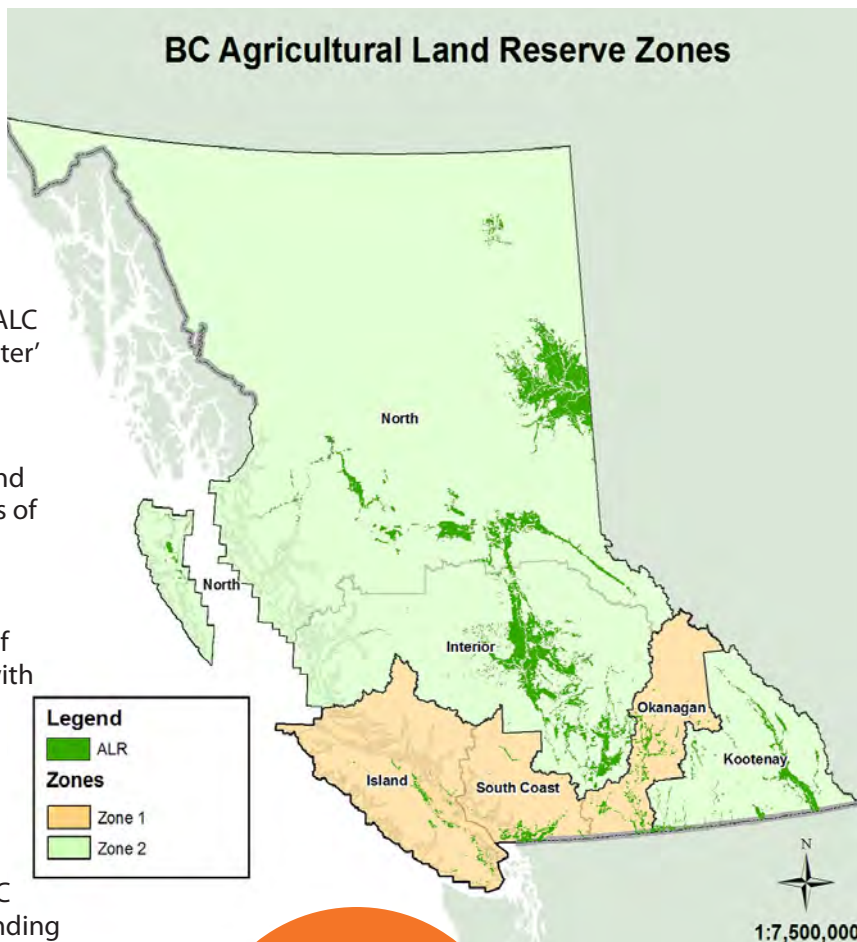 BC Agricultural Land Reserve Zones
ALC
ter’
nd
s of
f
with
C
nding
North
North
Interior
Okanagan
Kootenay
Island
South Coast
Legend
ALR
Zones
Zone 1
Zone 2
N
1:7,500,000